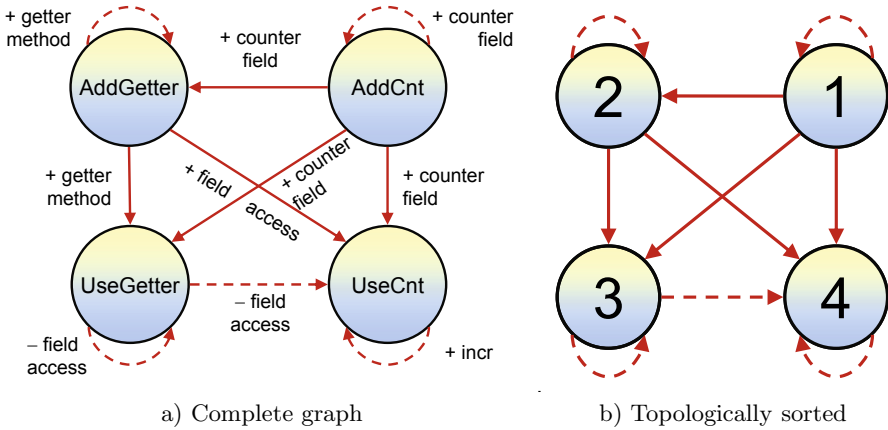 + getter
method
+ counter
field
+ counter
field
AddGetter
AddCnt
2
1
+ getter
method
+ field
access
+ counter
field
+ counter
field
UseGetter
UseCnt
3
4
– field
access
– field
access
+ incr
a) Complete graph
b) Topologically sorted